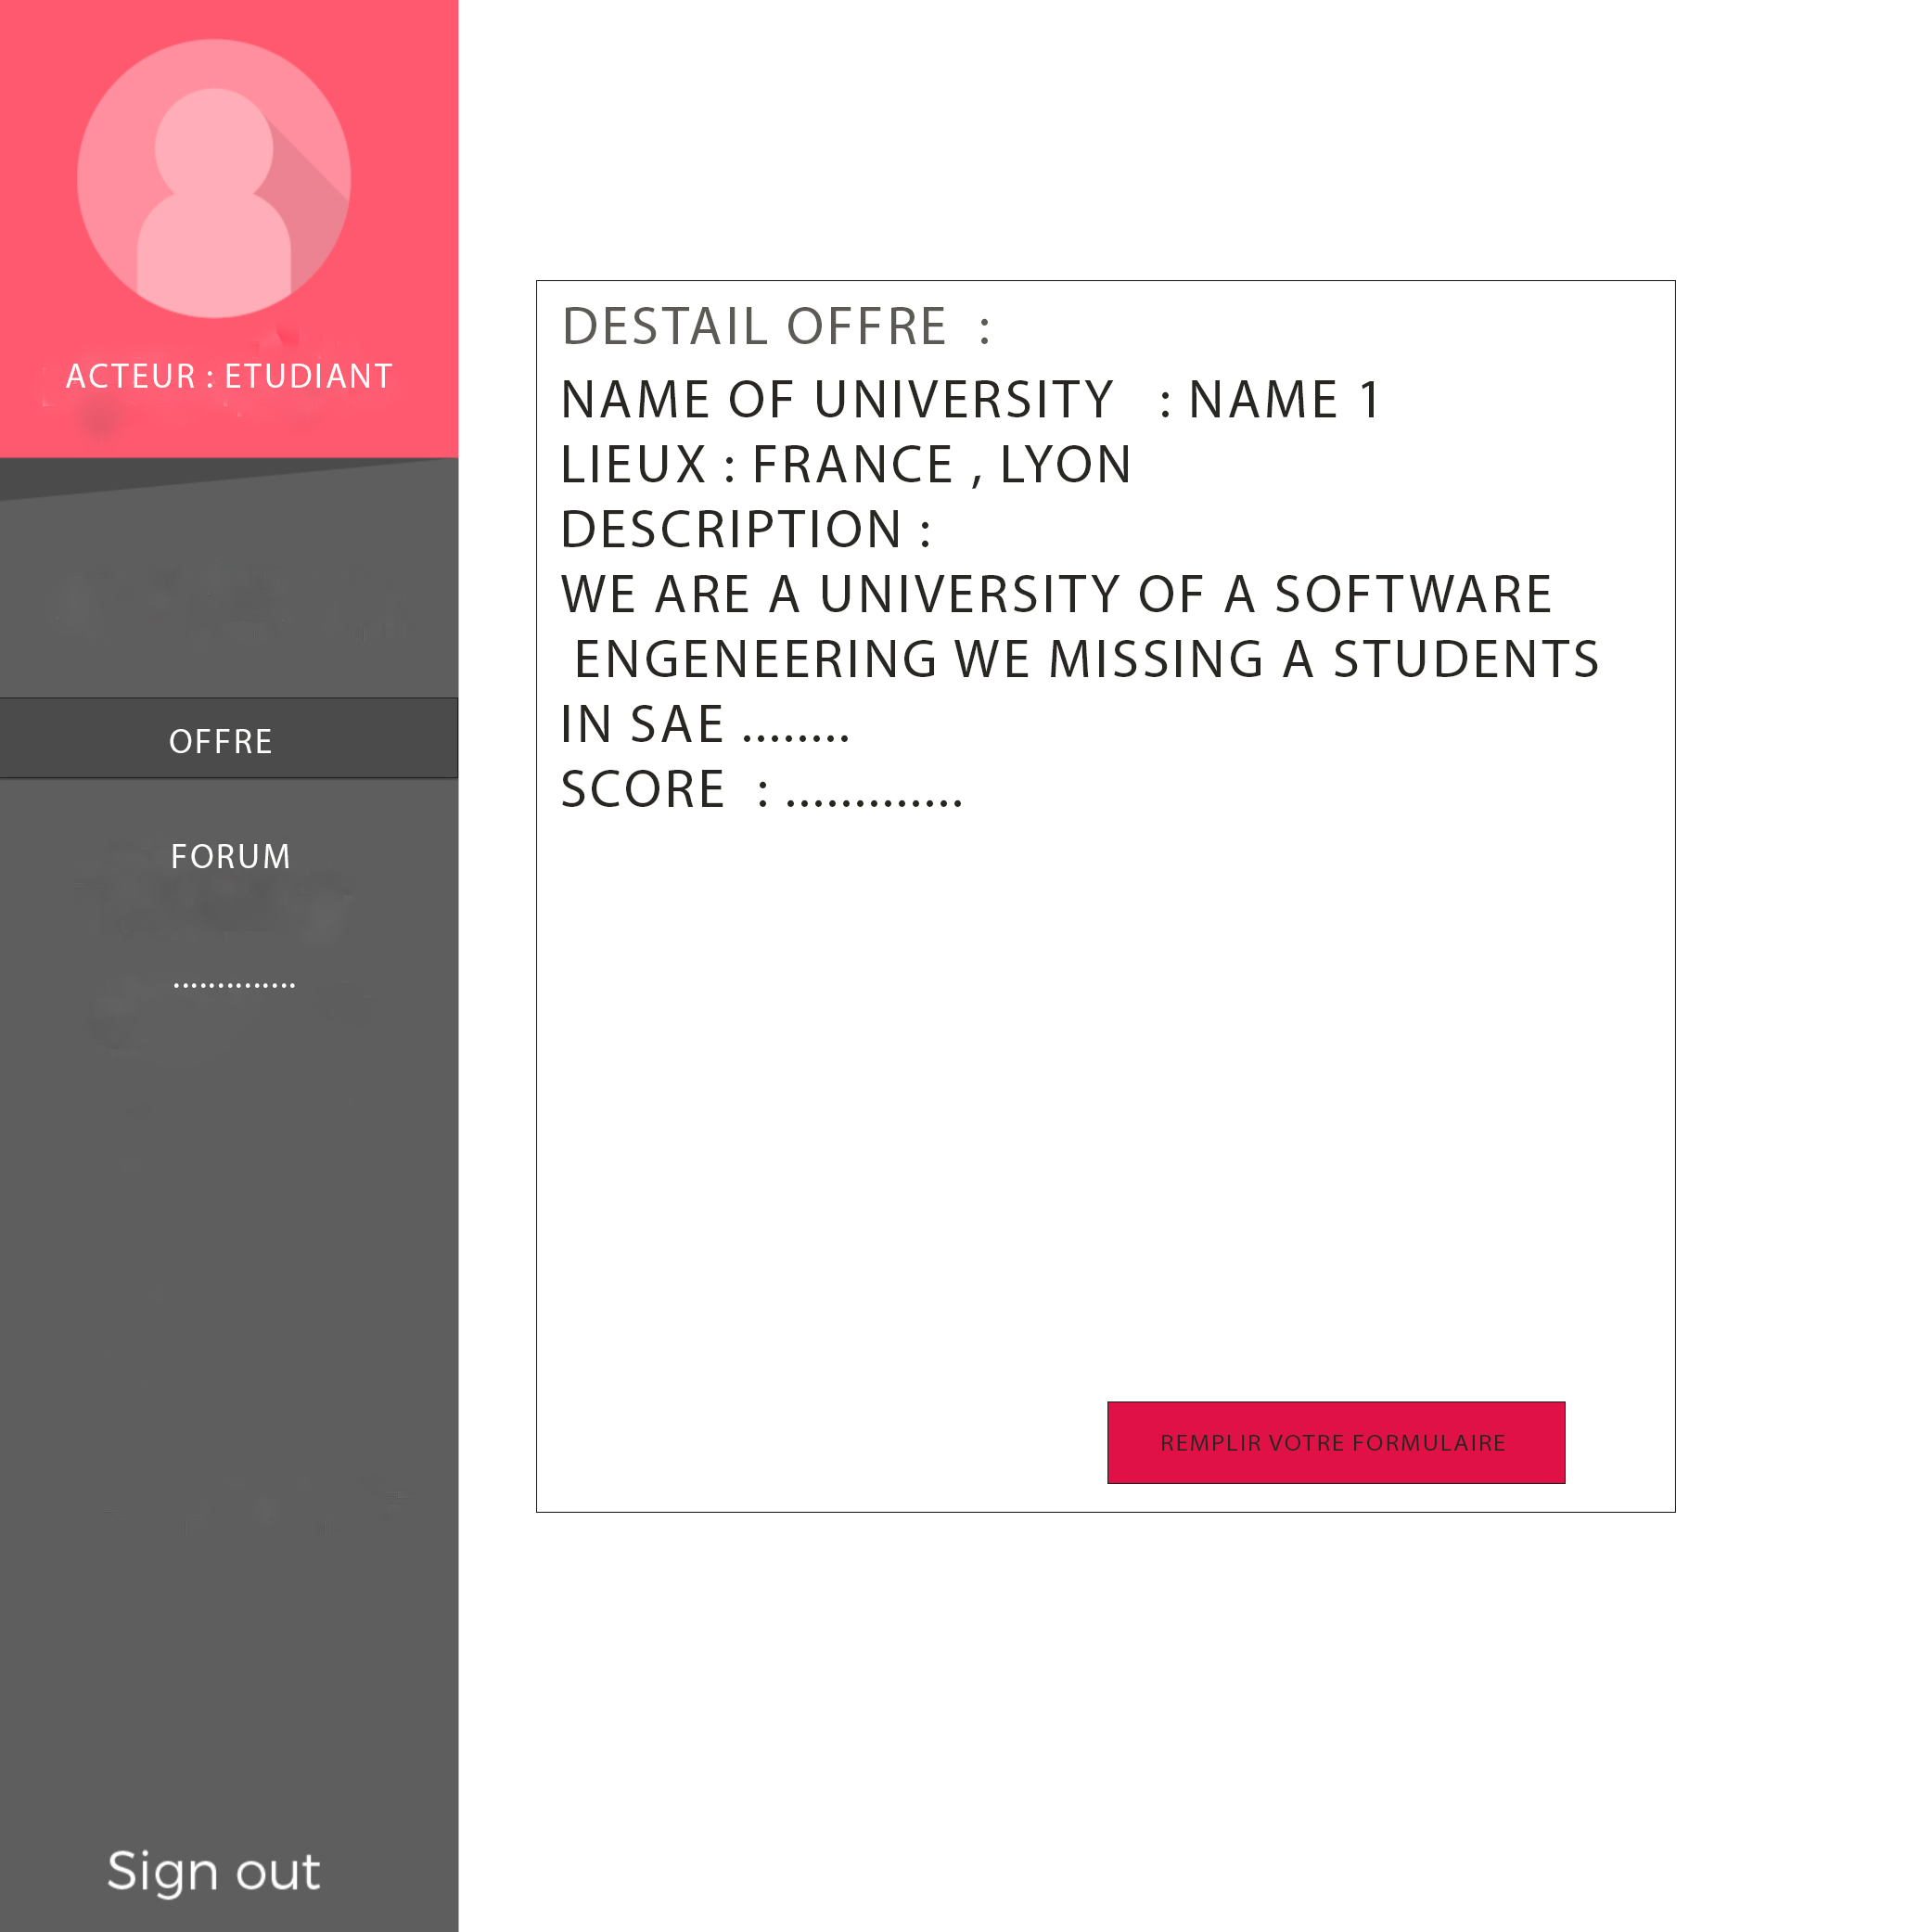 ACTEUR : ETUDIANT
OFFRE
FORUM
..............
Sign out
DESTAIL OFFRE :
NAME OF UNIVERSITY : NAME 1
LIEUX : FRANCE , LYON
DESCRIPTION :
WE ARE A UNIVERSITY OF A SOFTWARE
ENGENEERING WE MISSING A STUDENTS
IN SAE ........
SCORE : .............
REMPLIR VOTRE FORMULAIRE